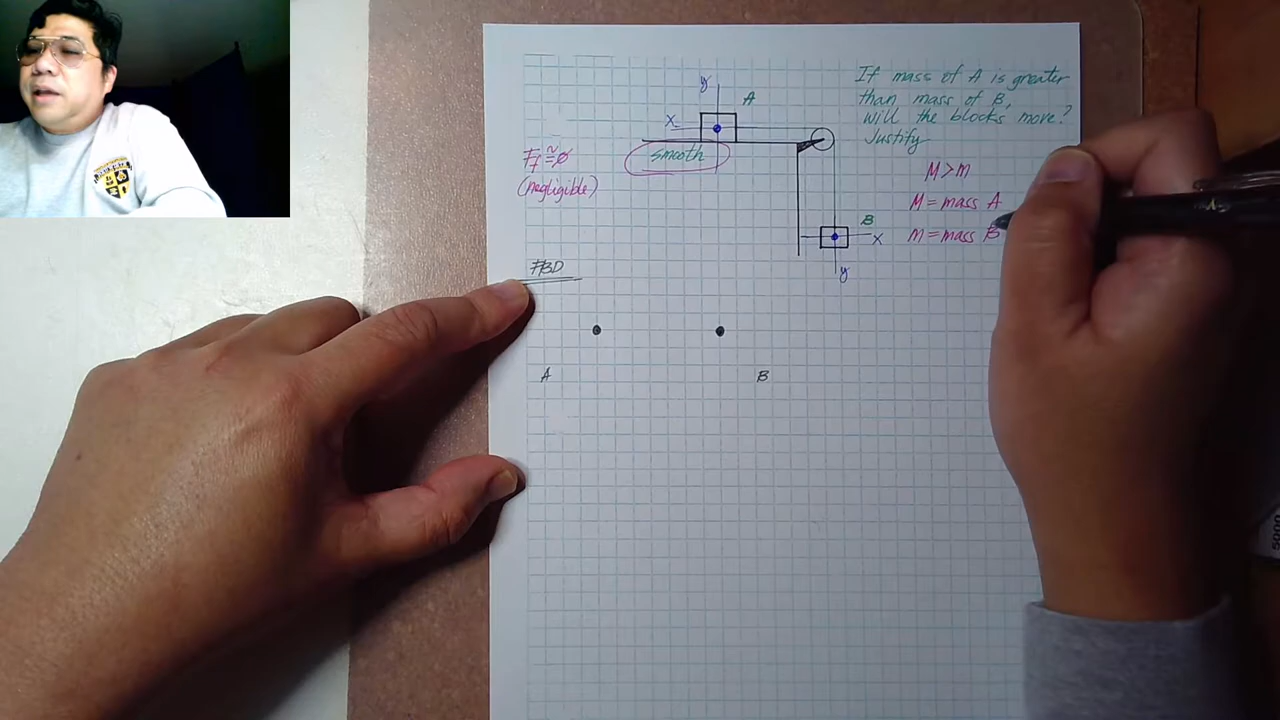 If mass of A is greater
than mass of B,
will the blocks move?
Justify
y
A
X
smooth
Ff ≈ 0
(negligible)
M>m
M = mass A
m = mass B
B
X
y
FBD
A
B